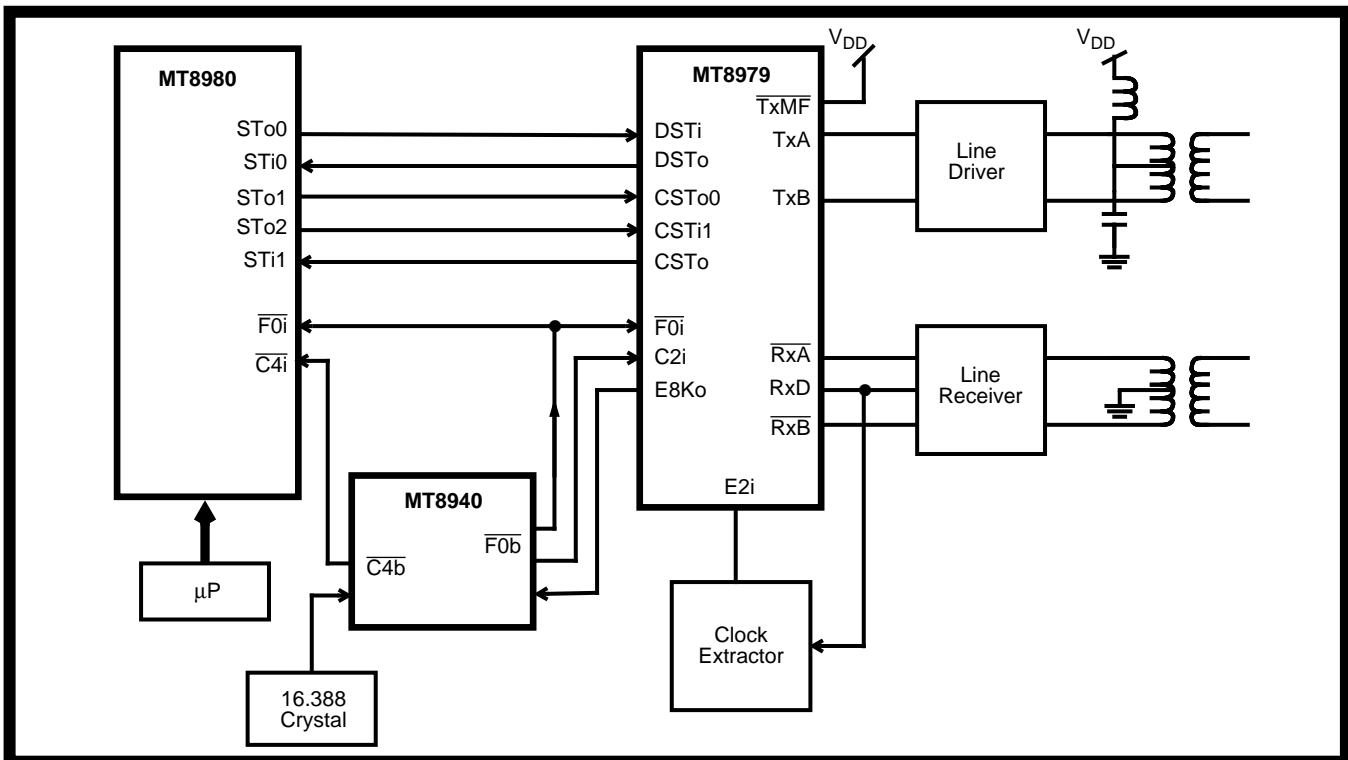 MT8980
STo0
STi0
STo1
STo2
STi1
F0i
C4i
μP
MT8940
F0b
C4b
16.388
Crystal
MT8979
TxMF
DSTi
DSTo
CSTo0
CSTi1
CSTo
F0i
C2i
E8Ko
TxA
TxB
RxA
RxD
RxB
E2i
Clock
Extractor
VDD
Line
Driver
VDD
Line
Receiver